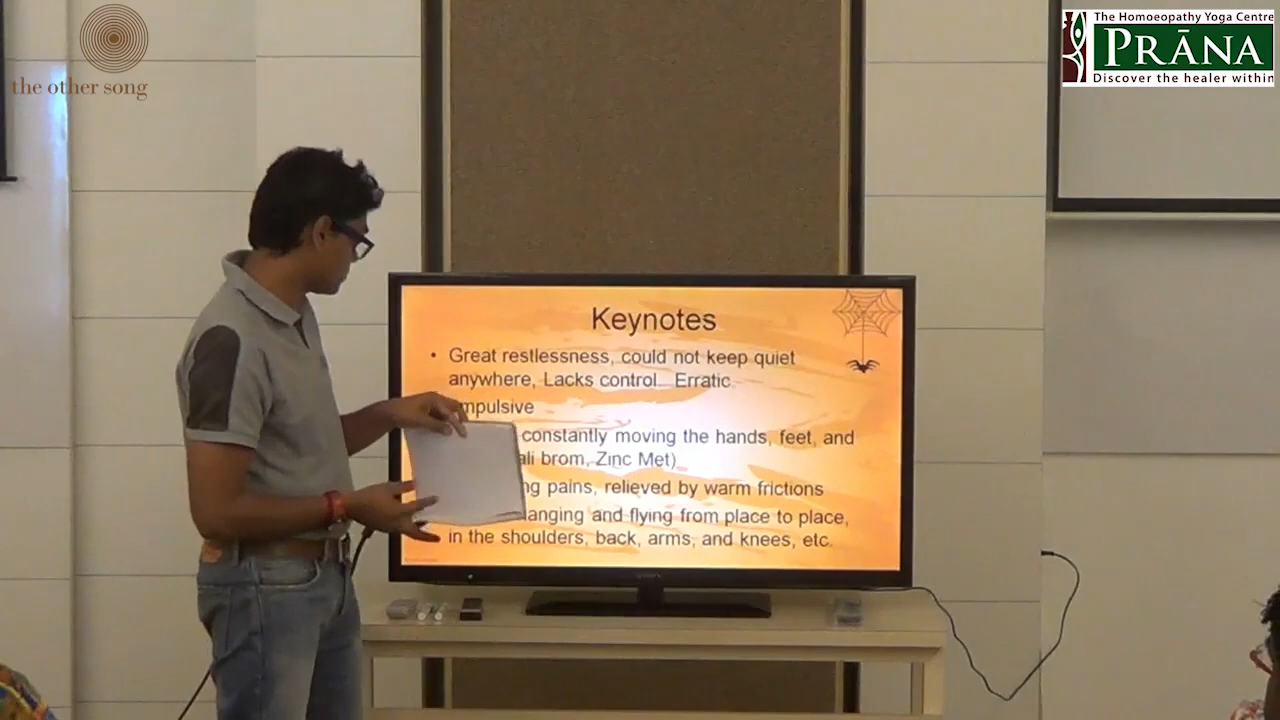 the other song
The Homoeopathy Yoga Centre
PRĀNA
Discover the healer within
Keynotes
• Great restlessness, could not keep quiet
anywhere, Lacks control. Erratic
mpulsive
constantly moving the hands, feet, and
ali brom, Zinc Met)
ng pains, relieved by warm frictions
anging and flying from place to place,
in the shoulders, back, arms, and knees, etc.